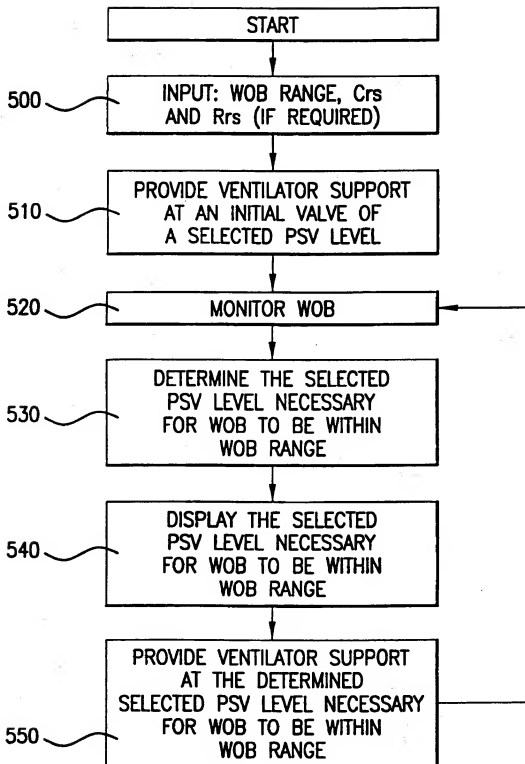 START
500
INPUT: WOB RANGE, Crs
AND Rrs (IF REQUIRED)
510
PROVIDE VENTILATOR SUPPORT
AT AN INITIAL VALVE OF
A SELECTED PSV LEVEL
520
MONITOR WOB
530
DETERMINE THE SELECTED
PSV LEVEL NECESSARY
FOR WOB TO BE WITHIN
WOB RANGE
540
DISPLAY THE SELECTED
PSV LEVEL NECESSARY
FOR WOB TO BE WITHIN
WOB RANGE
550
PROVIDE VENTILATOR SUPPORT
AT THE DETERMINED
SELECTED PSV LEVEL NECESSARY
FOR WOB TO BE WITHIN
WOB RANGE